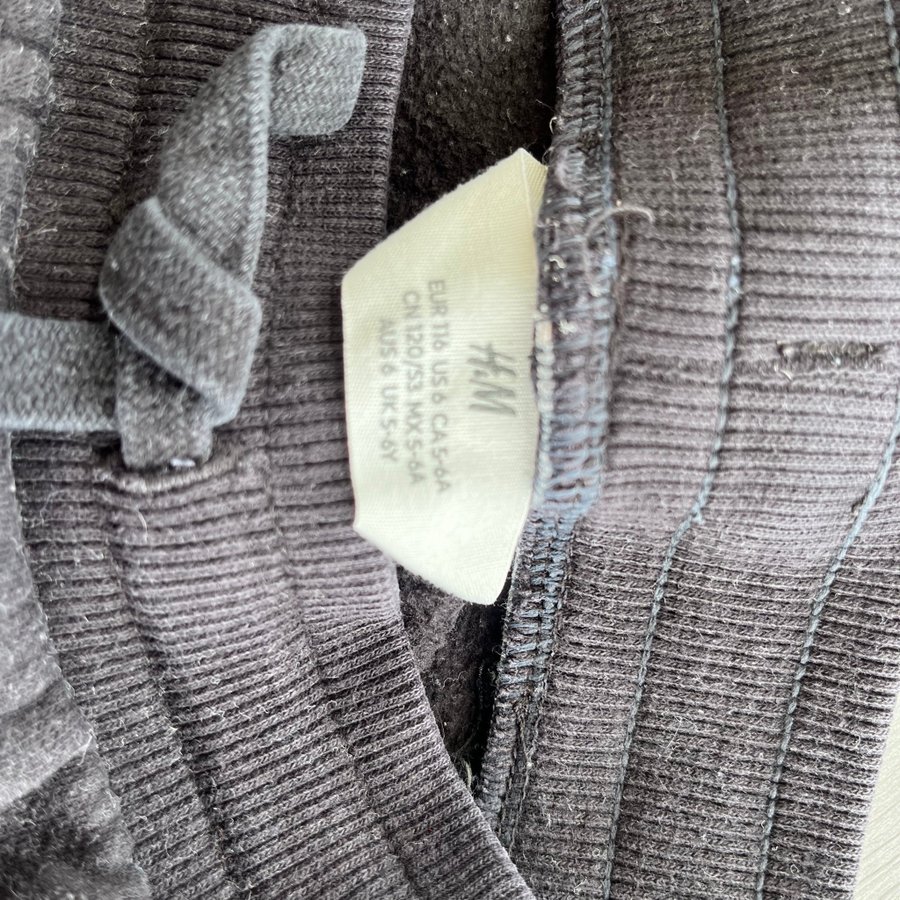 H&M
EUR 116 US 6 CA 5-6A
CN 120/53 MX 5-6A
AUS 6 UK 5-6Y